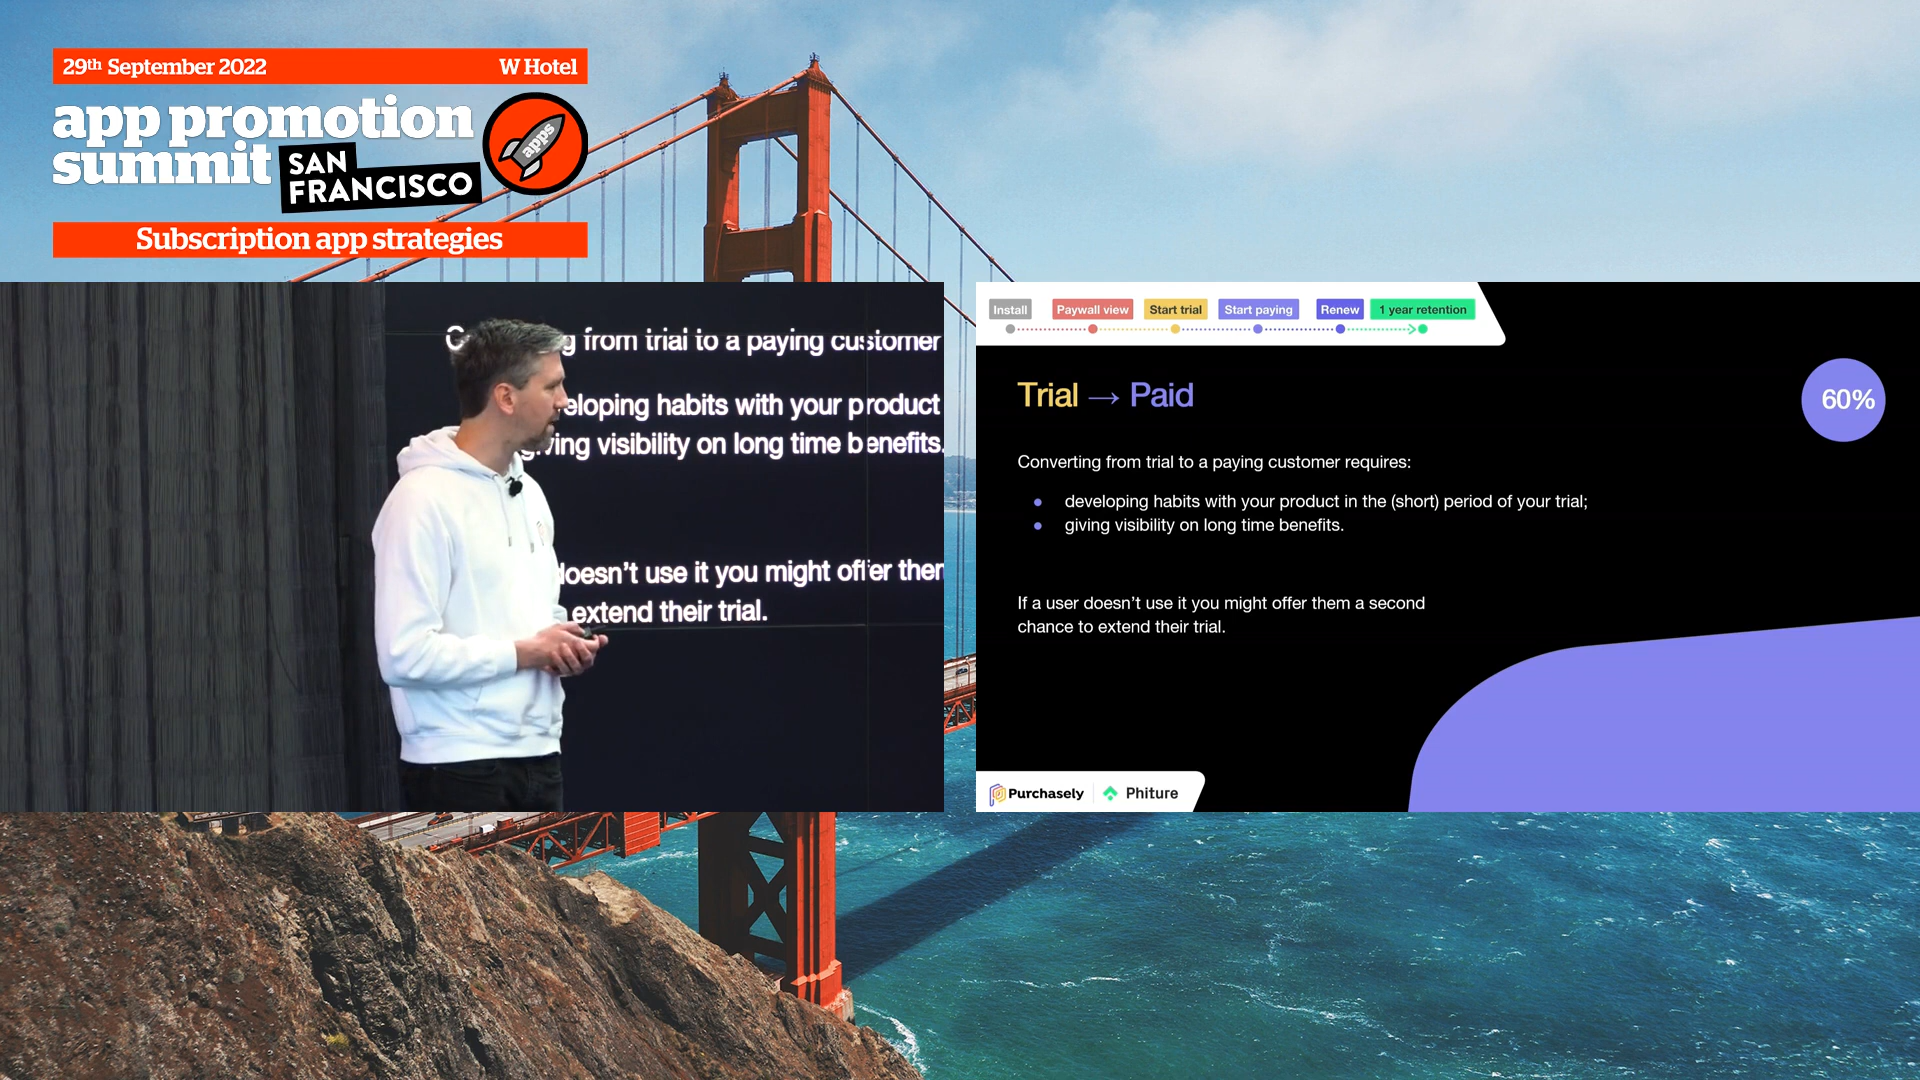 29th September 2022 W Hotel
app promotion
summit SAN
FRANCISCO
apps
Subscription app strategies
from trial to a paying customer
eloping habits with your product
ving visibility on long time benefits.
doesn't use it you might offer then
extend their trial.
Install Paywall view Start trial Start paying Renew 1 year retention
Trial → Paid
60%
Converting from trial to a paying customer requires:
• developing habits with your product in the (short) period of your trial;
• giving visibility on long time benefits.
If a user doesn't use it you might offer them a second
chance to extend their trial.
Purchasely Phiture